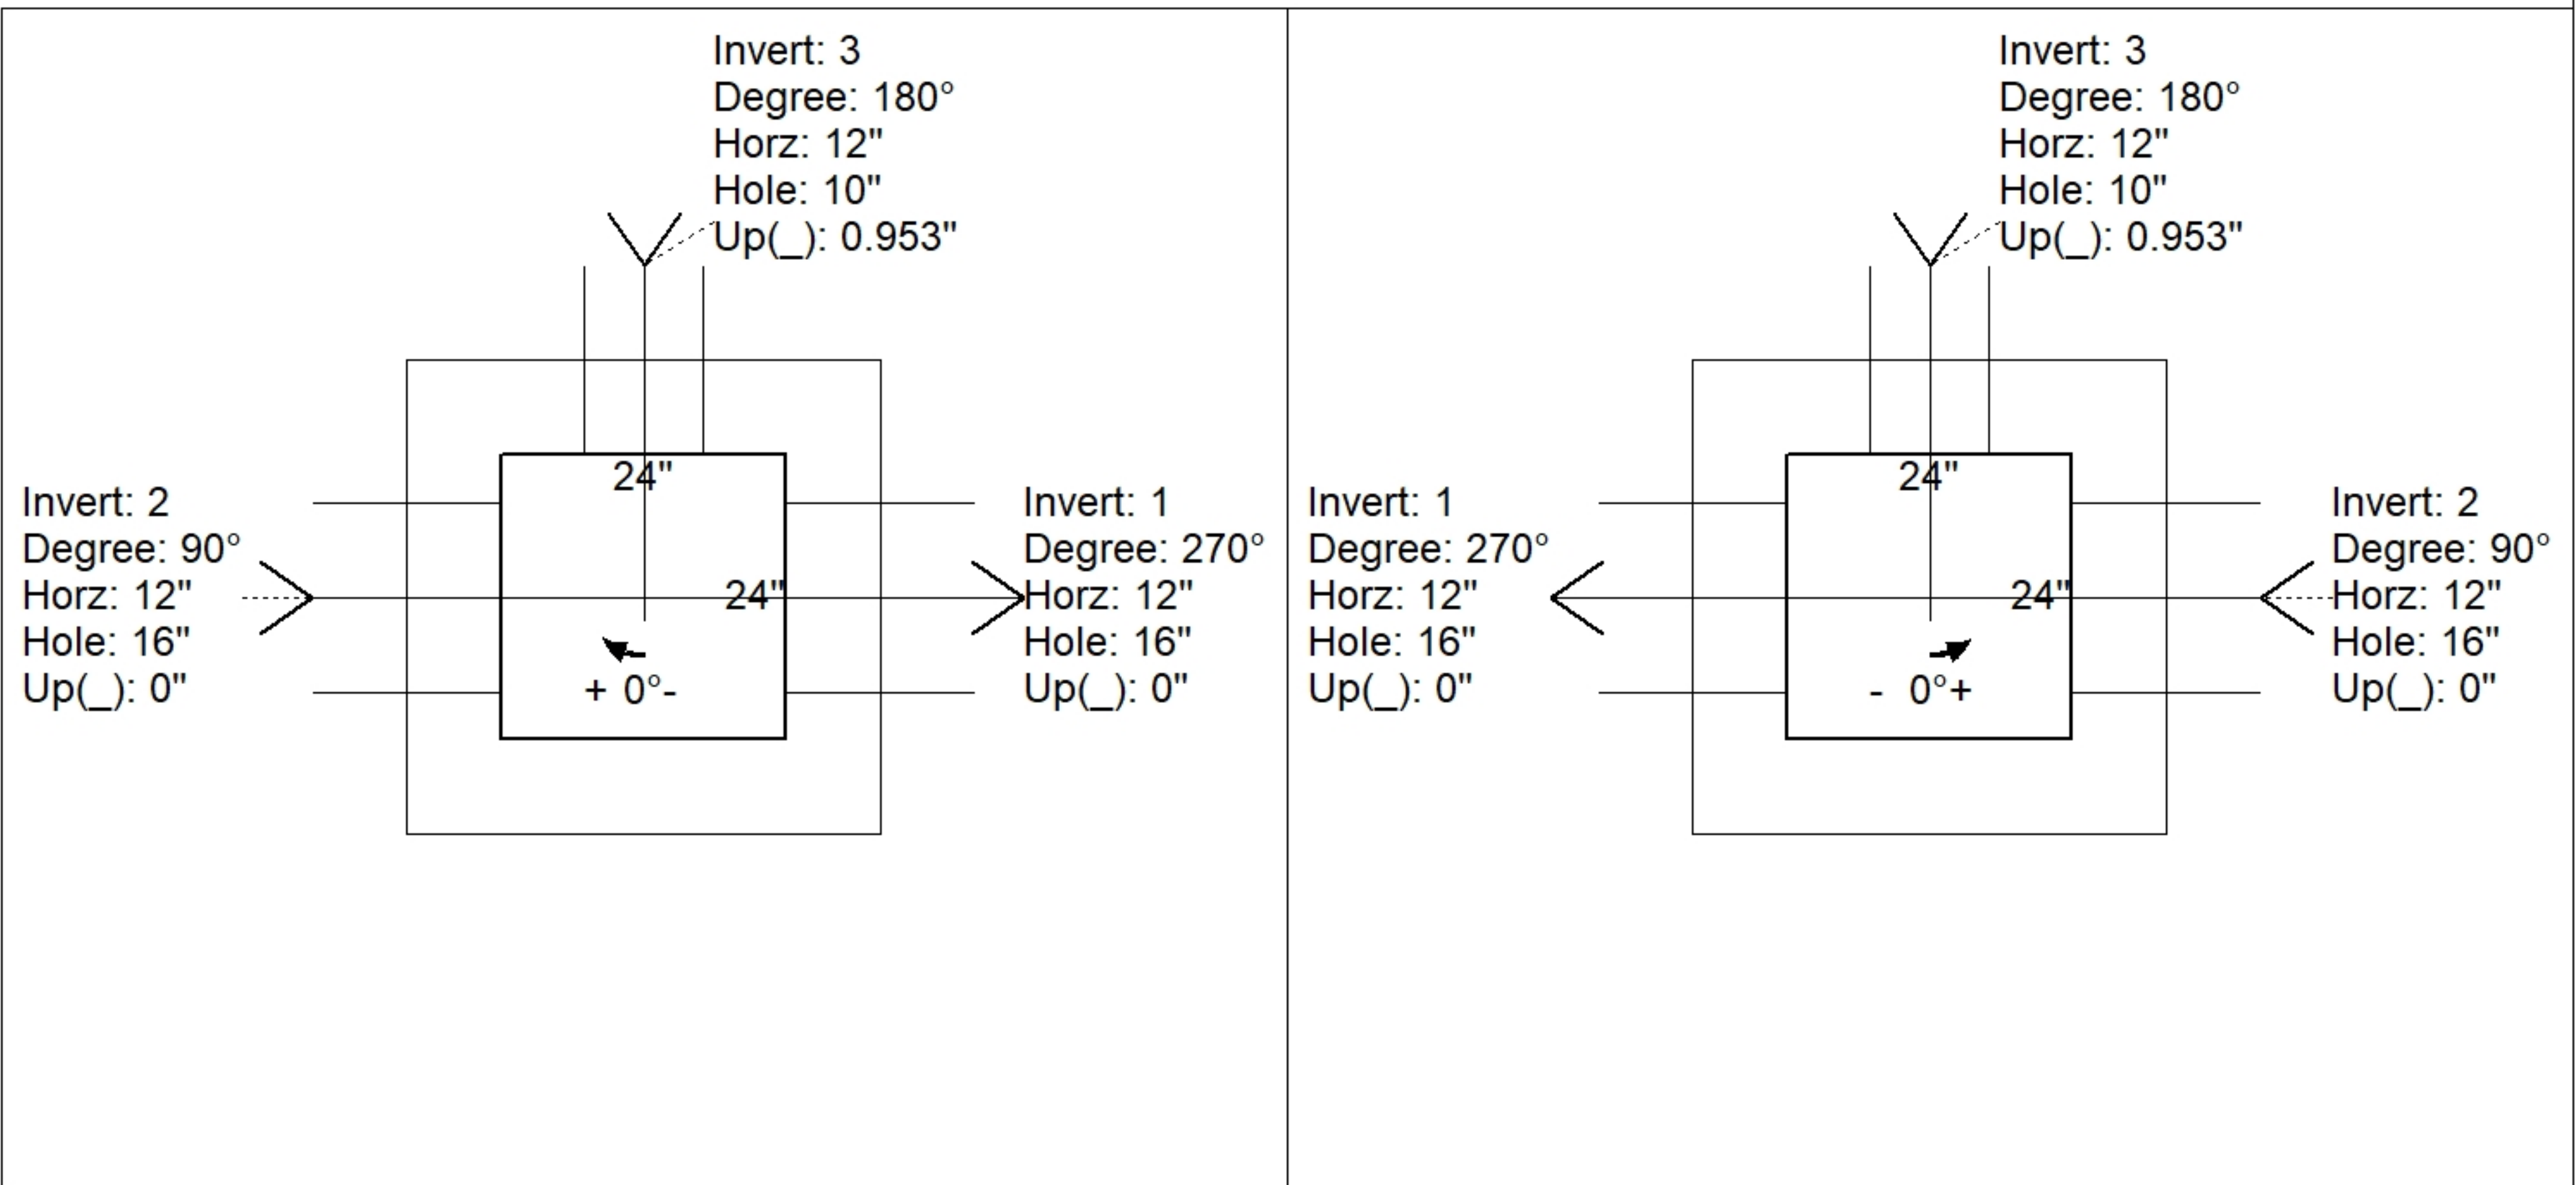 Invert: 3
Degree: 180°
Horz: 12"
Hole: 10"
Up(_): 0.953"
Invert: 2
Degree: 90°
Horz: 12"
Hole: 16"
Up(_): 0"
24"
24"
+ 0°-
Invert: 1
Degree: 270°
Horz: 12"
Hole: 16"
Up(_): 0"
Invert: 3
Degree: 180°
Horz: 12"
Hole: 10"
Up(_): 0.953"
Invert: 1
Degree: 270°
Horz: 12"
Hole: 16"
Up(_): 0"
24"
24"
- 0°+
Invert: 2
Degree: 90°
Horz: 12"
Hole: 16"
Up(_): 0"